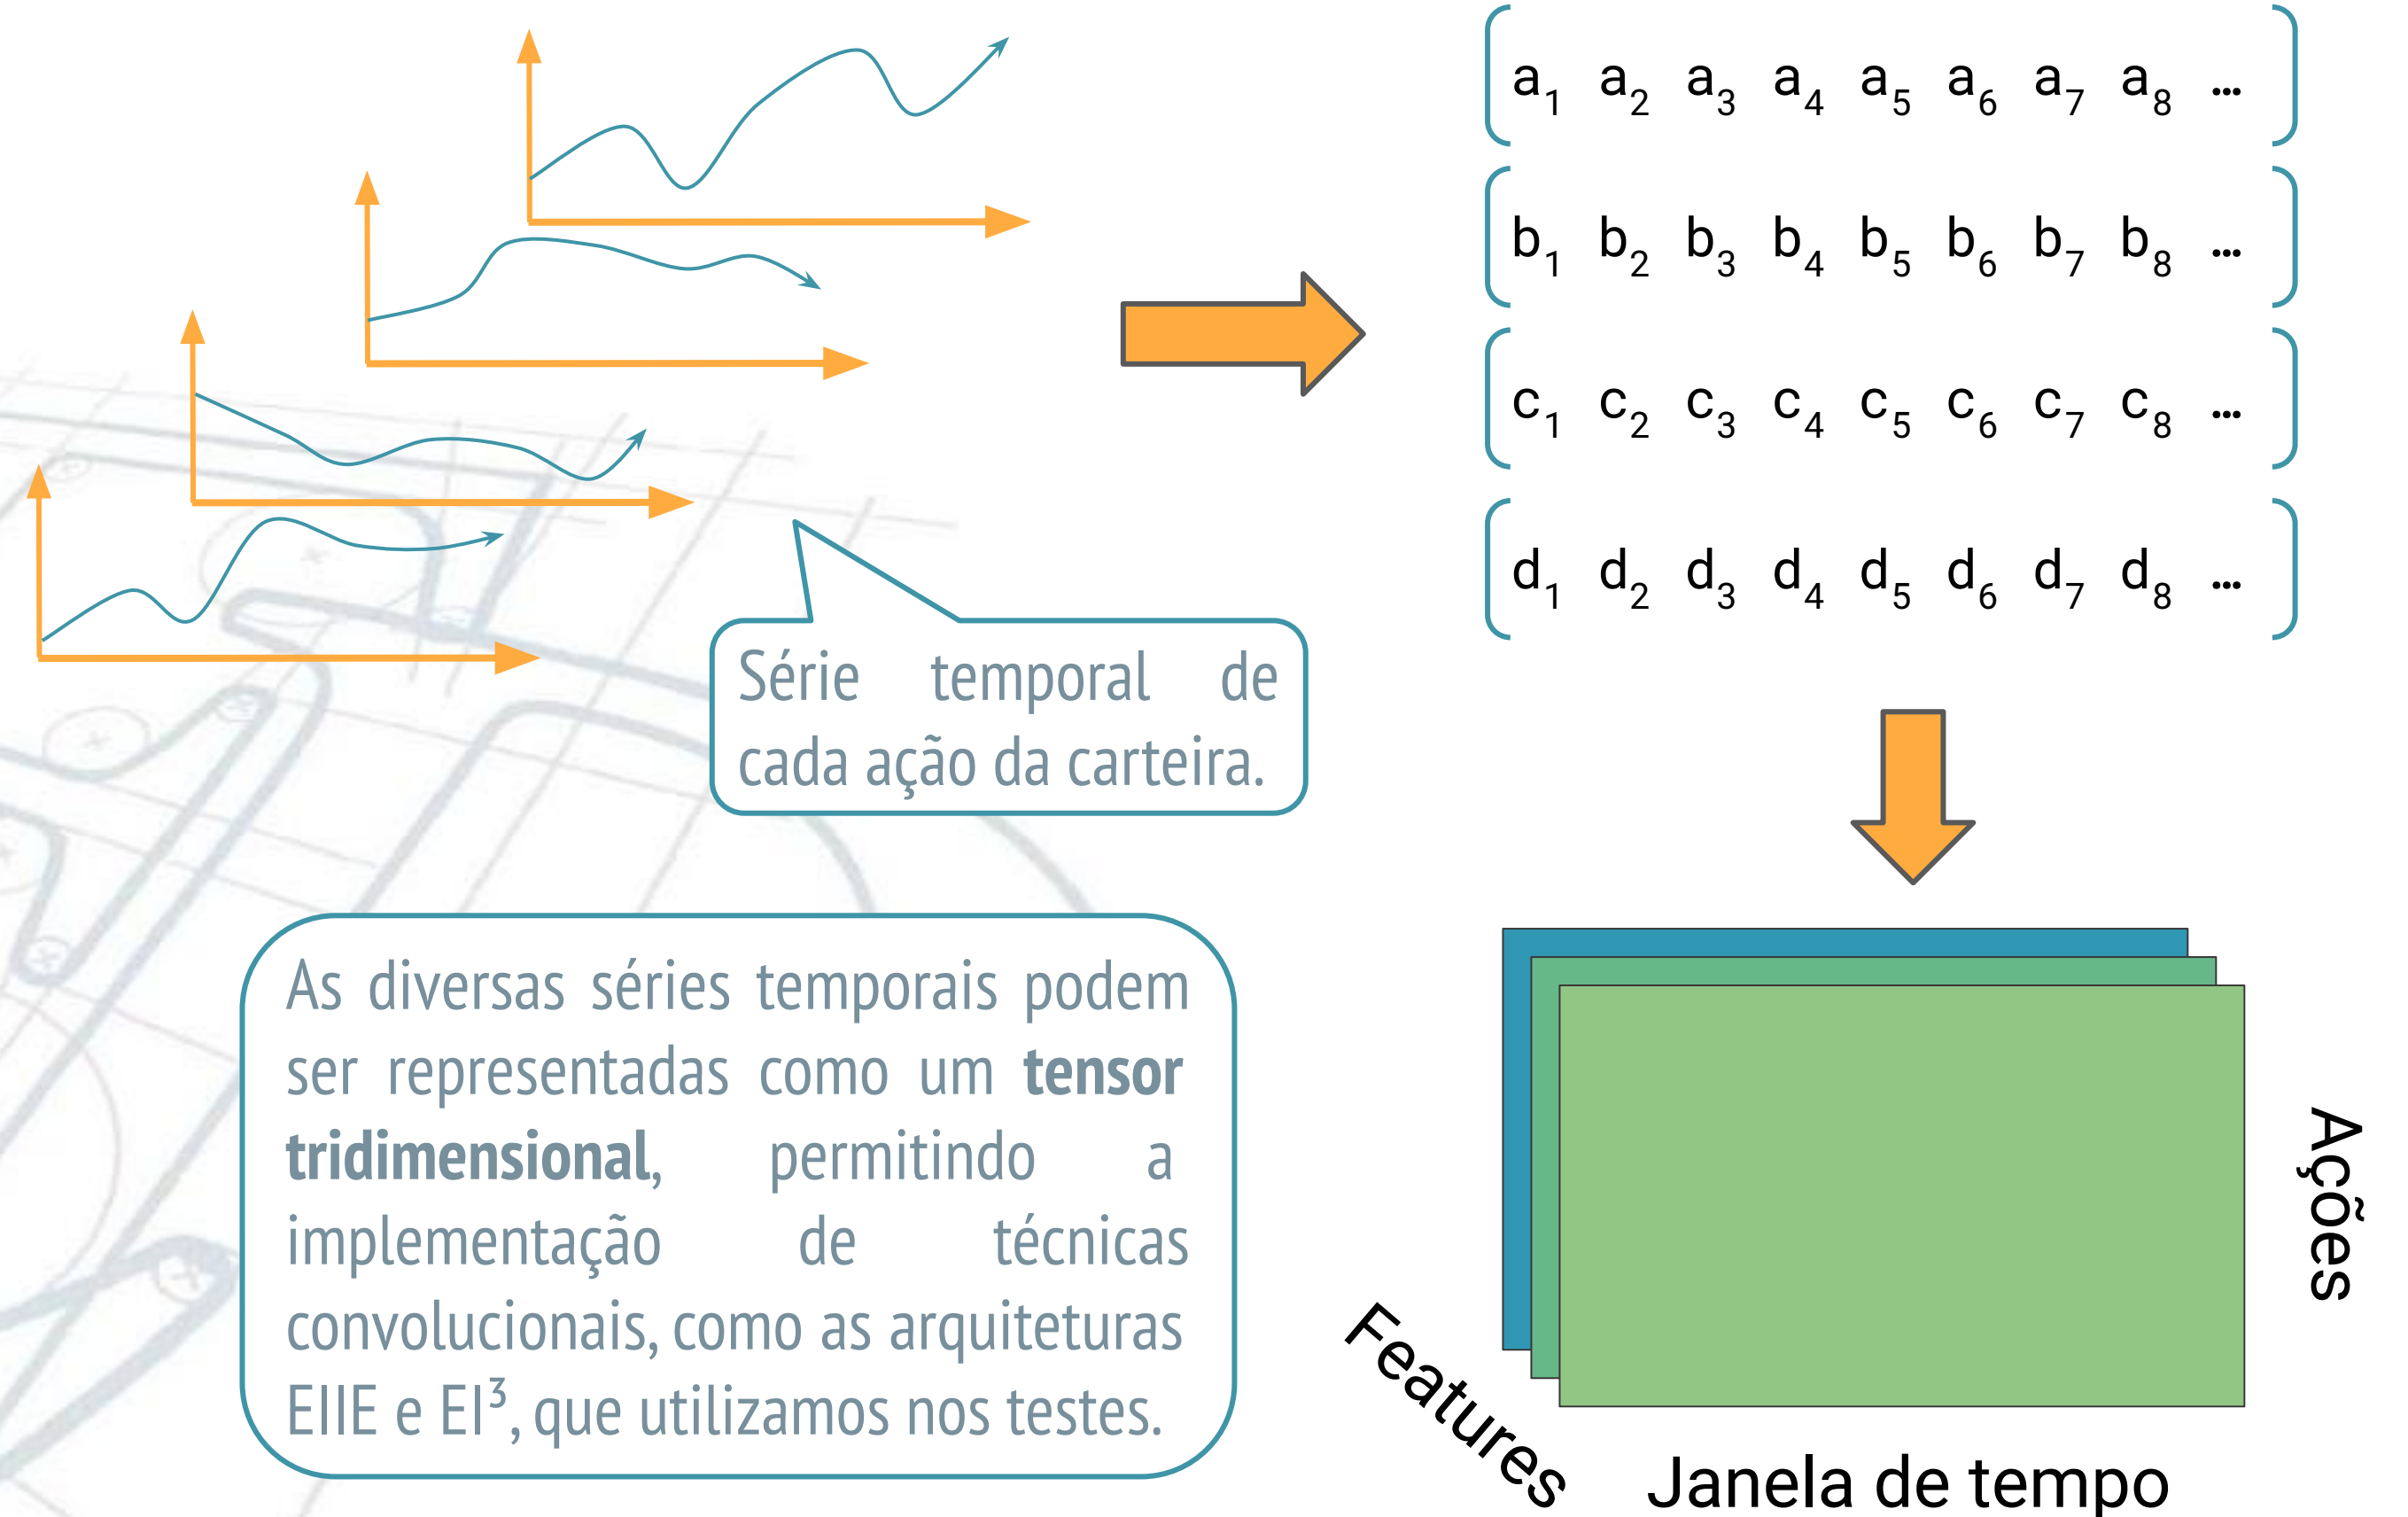 a1 a2 a3 a4 a5 a6 a7 a8 ...
b1 b2 b3 b4 b5 b6 b7 b8 ...
c1 c2 c3 c4 c5 c6 c7 c8 ...
d1 d2 d3 d4 d5 d6 d7 d8 ...
Série temporal de
cada ação da carteira.
As diversas séries temporais podem
ser representadas como um tensor
tridimensional, permitindo a
implementação de técnicas
convolucionais, como as arquiteturas
EIIE e EI³, que utilizamos nos testes.
Ações
Features
Janela de tempo